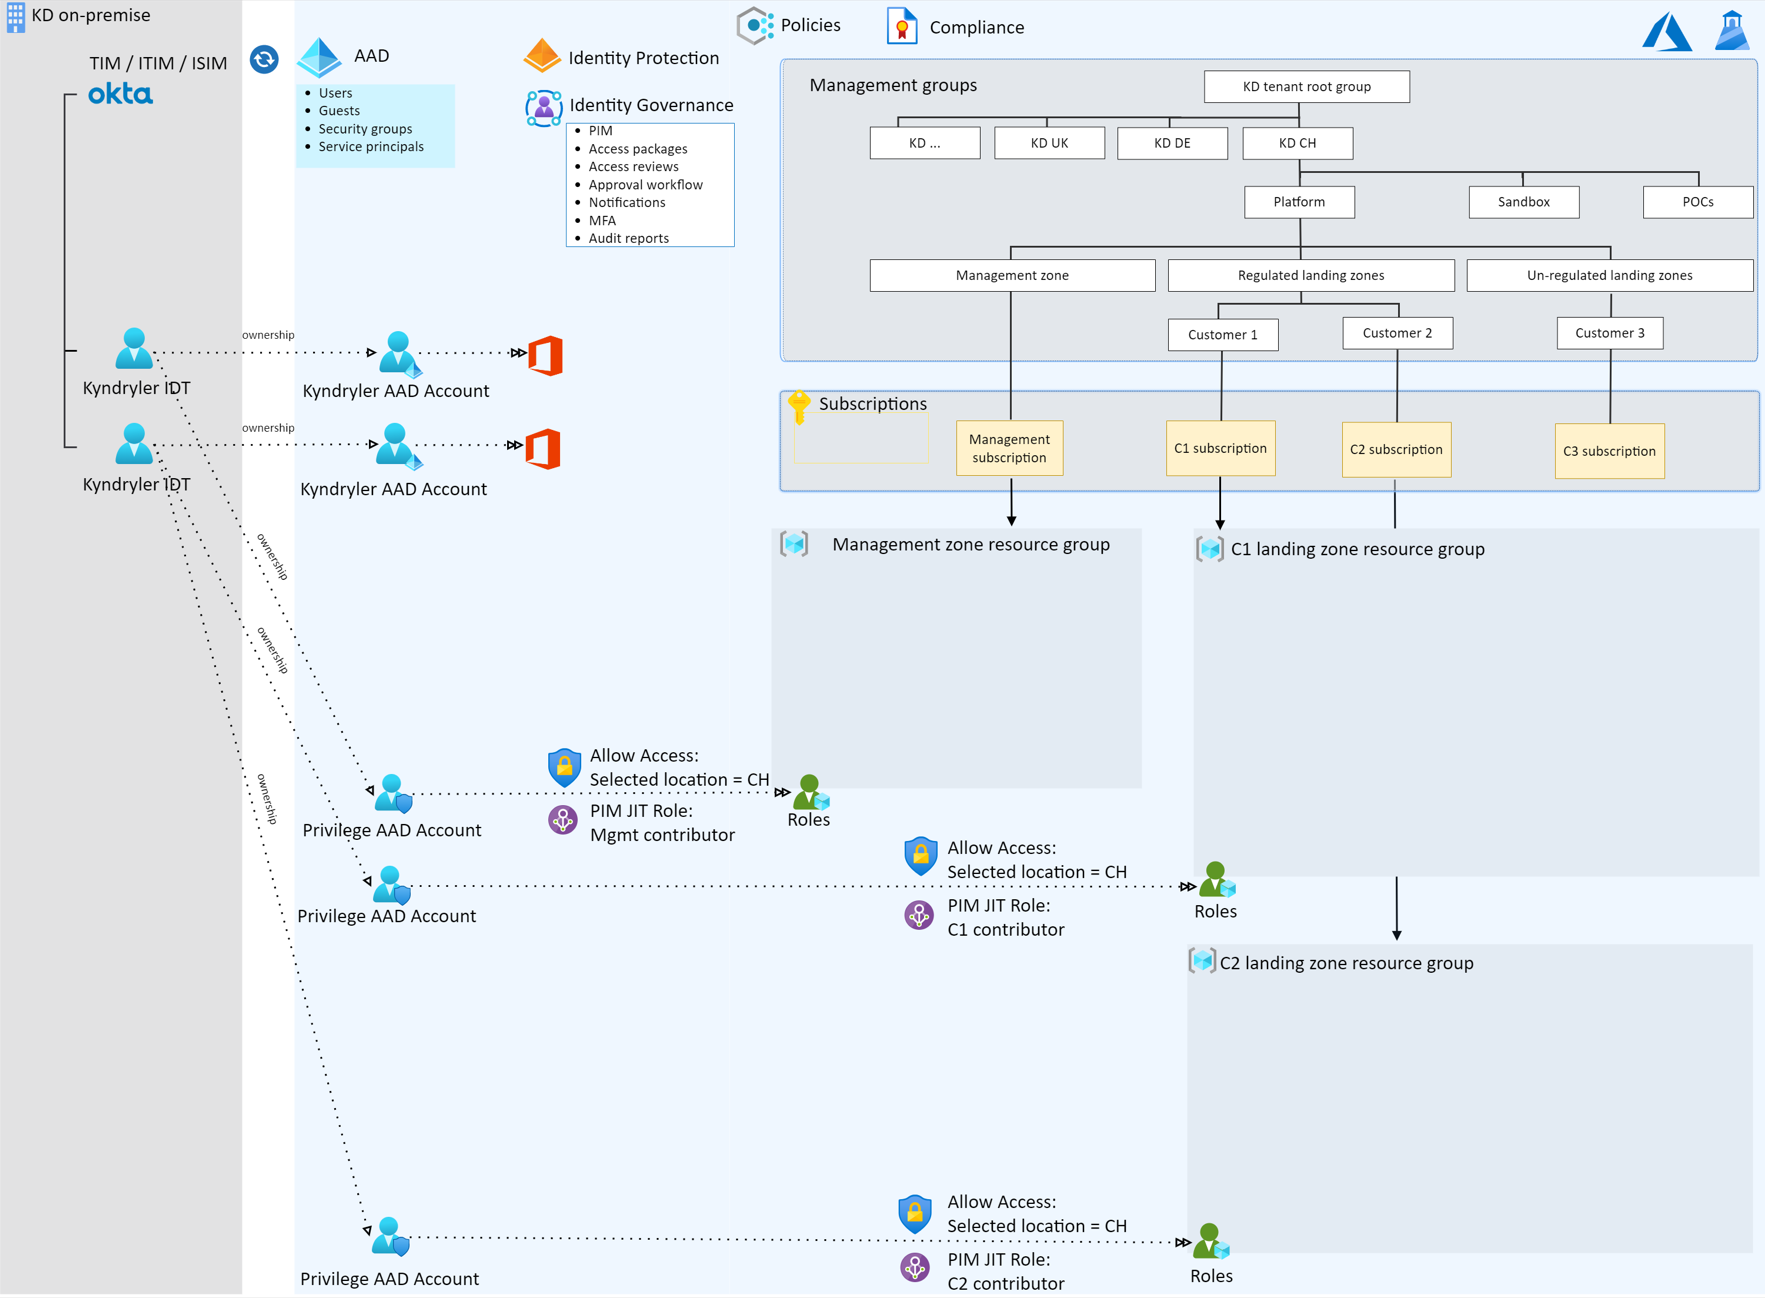 KD on-premise
TIM / ITIM / ISIM
okta
AAD
Users
Guests
Security groups
Service principals
Identity Protection
Identity Governance
PIM
Access packages
Access reviews
Approval workflow
Notifications
MFA
Audit reports
Policies
Compliance
Management groups
KD tenant root group
KD ...
KD UK
KD DE
KD CH
Platform
Sandbox
POCs
Management zone
Regulated landing zones
Un-regulated landing zones
Customer 1
Customer 2
Customer 3
Subscriptions
Management
subscription
C1 subscription
C2 subscription
C3 subscription
ownership
Kyndryler IDT
Kyndryler AAD Account
ownership
Kyndryler IDT
Kyndryler AAD Account
ownership
ownership
ownership
Management zone resource group
C1 landing zone resource group
Allow Access:
Selected location = CH
PIM JIT Role:
Mgmt contributor
Privilege AAD Account
Roles
Allow Access:
Selected location = CH
PIM JIT Role:
C1 contributor
Privilege AAD Account
Roles
C2 landing zone resource group
Allow Access:
Selected location = CH
PIM JIT Role:
C2 contributor
Privilege AAD Account
Roles